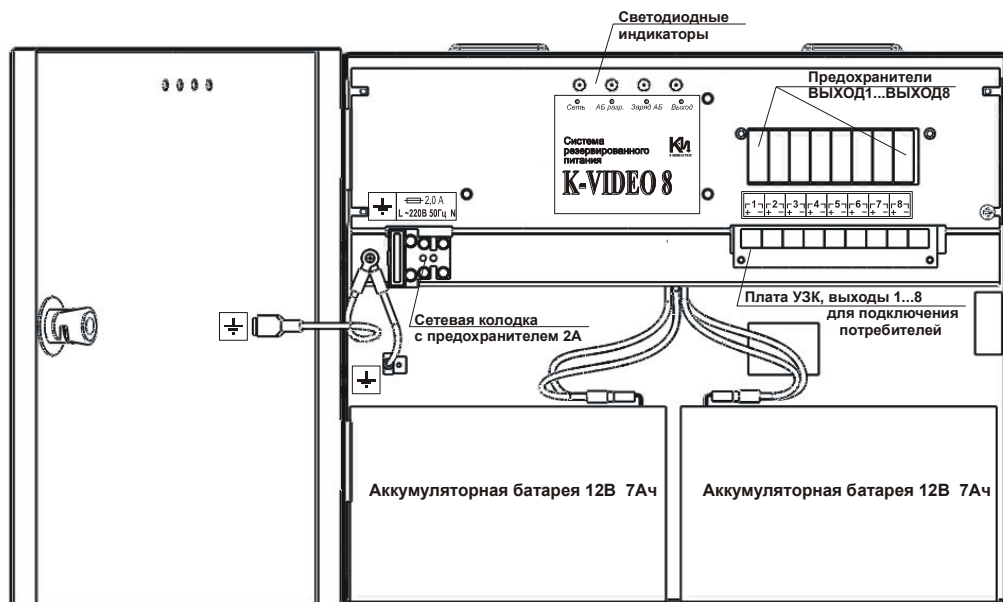 Светодиодные
индикаторы
Предохранители
ВЫХОД1...ВЫХОД8
Сеть АБ разр. Заряд АБ Выход
Система
резервированного
питания
K-VIDEO 8
2,0 А
L ~220В 50Гц N
1 2 3 4 5 6 7 8
+ - + - + - + - + - + - + - + -
Плата УЗК, выходы 1...8
для подключения
потребителей
Сетевая колодка
с предохранителем 2А
Аккумуляторная батарея 12В 7Ач
Аккумуляторная батарея 12В 7Ач